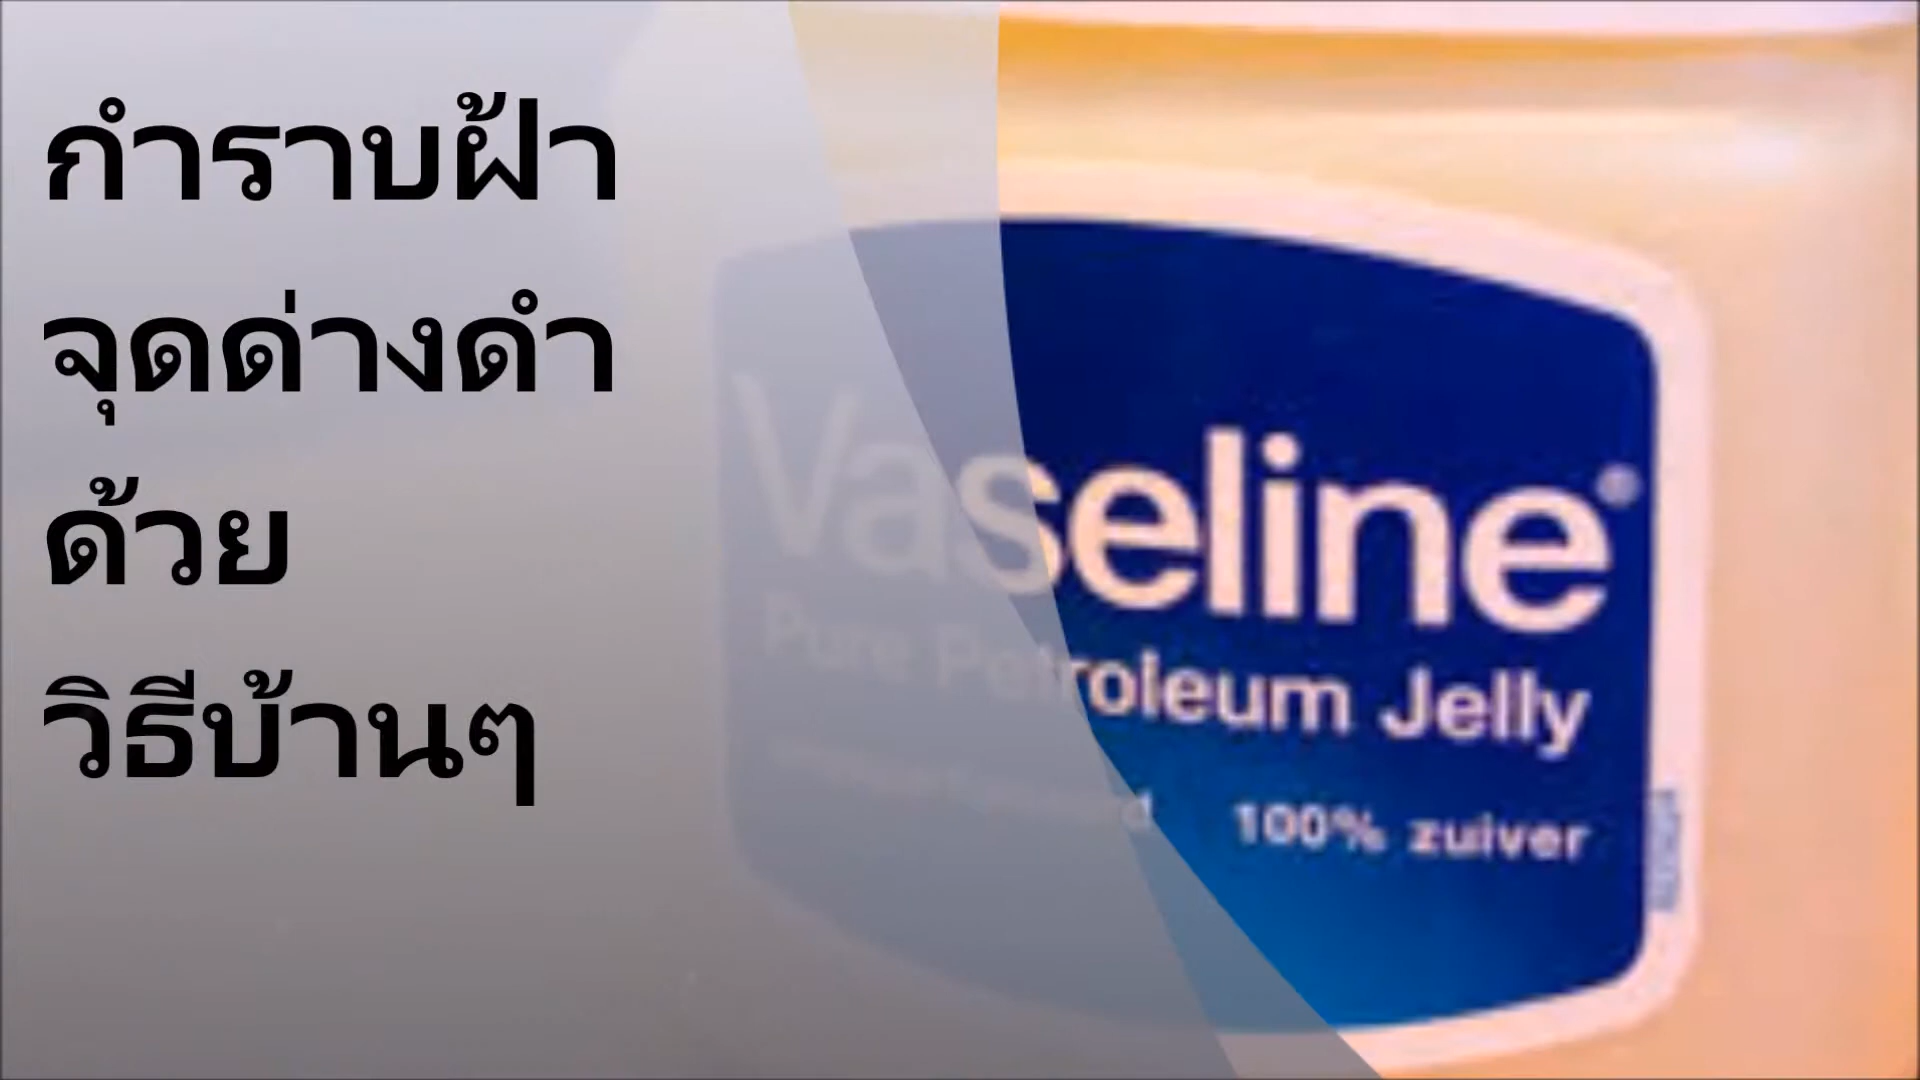 กำราบฝ้า
จุดด่างดำ
ด้วย
วิธีบ้านๆ
Vaseline®
Pure Petroleum Jelly
100% zuiver